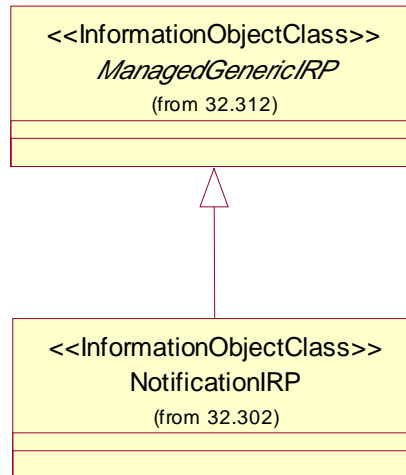 <<InformationObjectClass>>
ManagedGenericIRP
(from 32.312)
<<InformationObjectClass>>
NotificationIRP
(from 32.302)